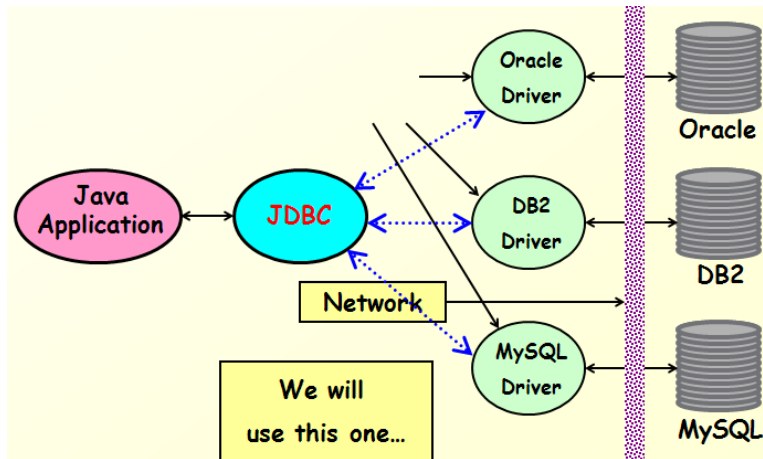 Oracle
Driver
Oracle
Java
Application
JDBC
DB2
Driver
DB2
Network
MySQL
Driver
MySQL
We will
use this one...